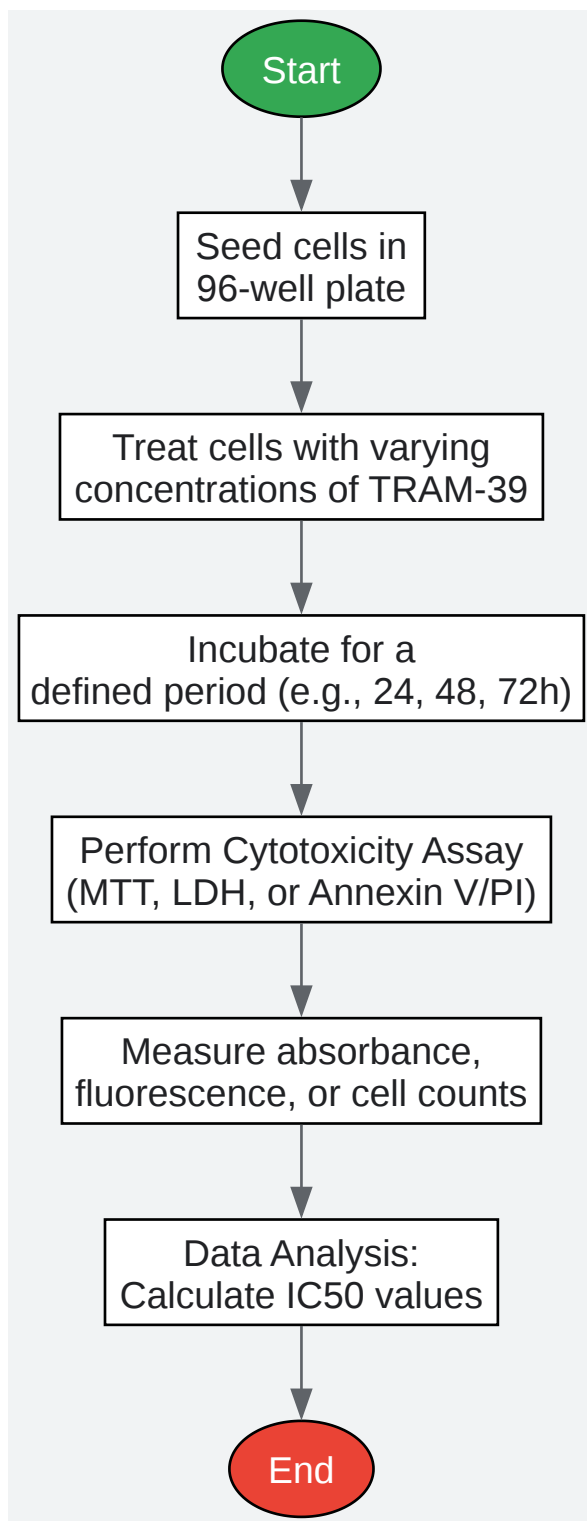 Start
Seed cells in
96-well plate
Treat cells with varying
concentrations of TRAM-39
Incubate for a
defined period (e.g., 24, 48, 72h)
Perform Cytotoxicity Assay
(MTT, LDH, or Annexin V/PI)
Measure absorbance,
fluorescence, or cell counts
Data Analysis:
Calculate IC50 values
End